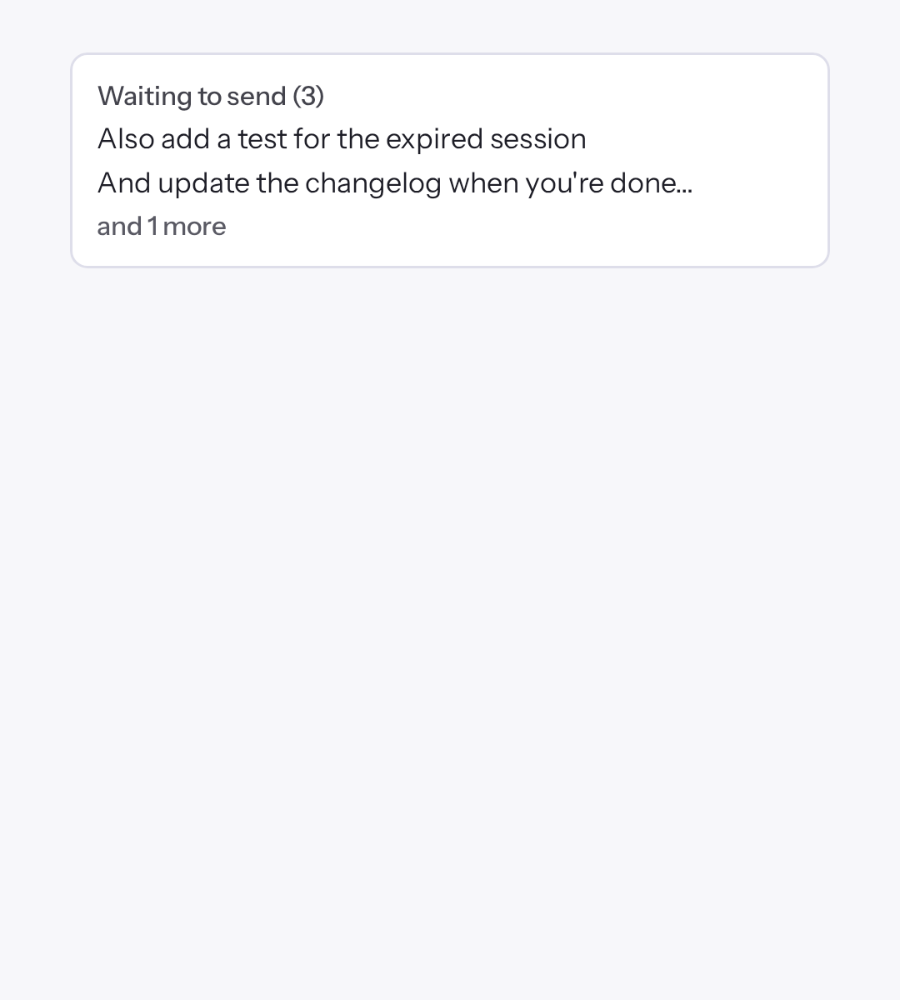 Waiting to send (3)
Also add a test for the expired session
And update the changelog when you're done...
and 1 more